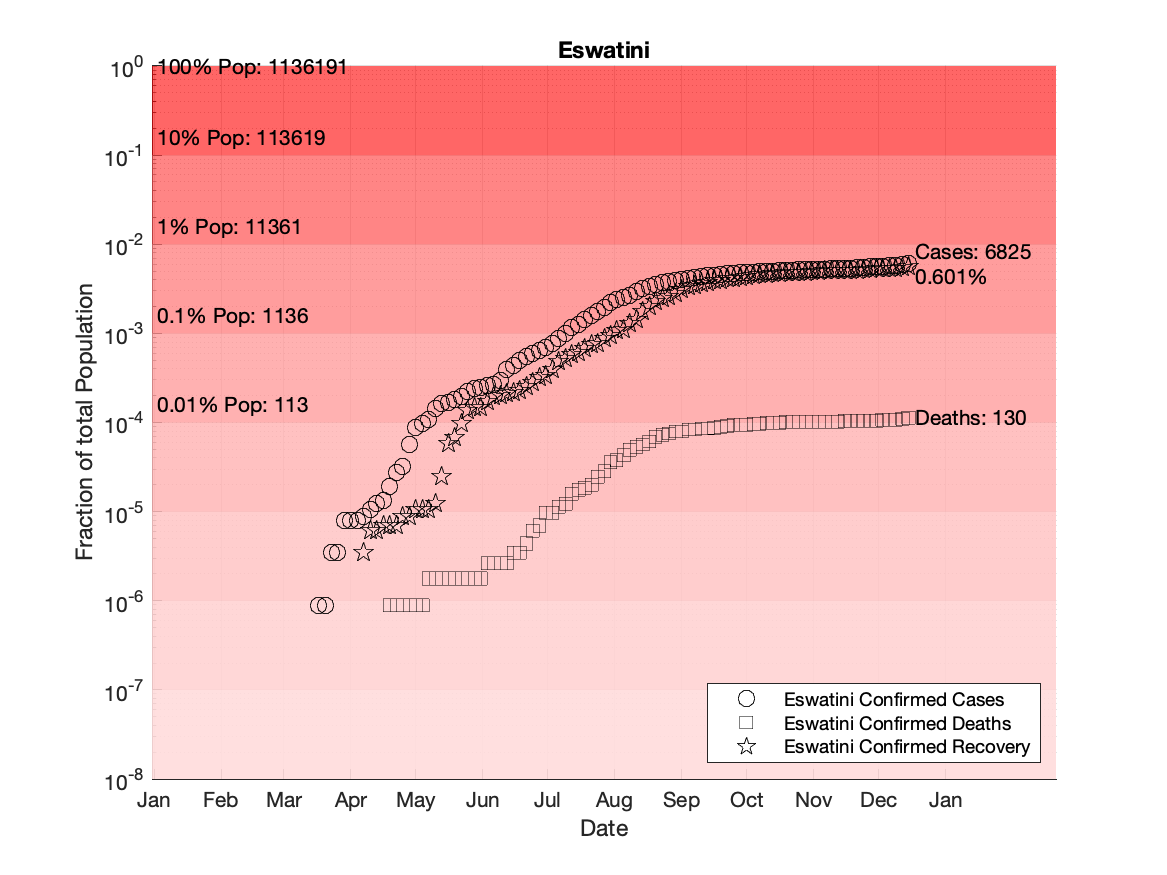 Eswatini
10^0
100% Pop: 1136191
10% Pop: 113619
10^-1
1% Pop: 11361
10^-2
Cases: 6825
0.601%
0.1% Pop: 1136
10^-3
0.01% Pop: 113
10^-4
Deaths: 130
10^-5
10^-6
10^-7
10^-8
Fraction of total Population
Eswatini Confirmed Cases
Eswatini Confirmed Deaths
Eswatini Confirmed Recovery
Jan Feb Mar Apr May Jun Jul Aug Sep Oct Nov Dec Jan
Date